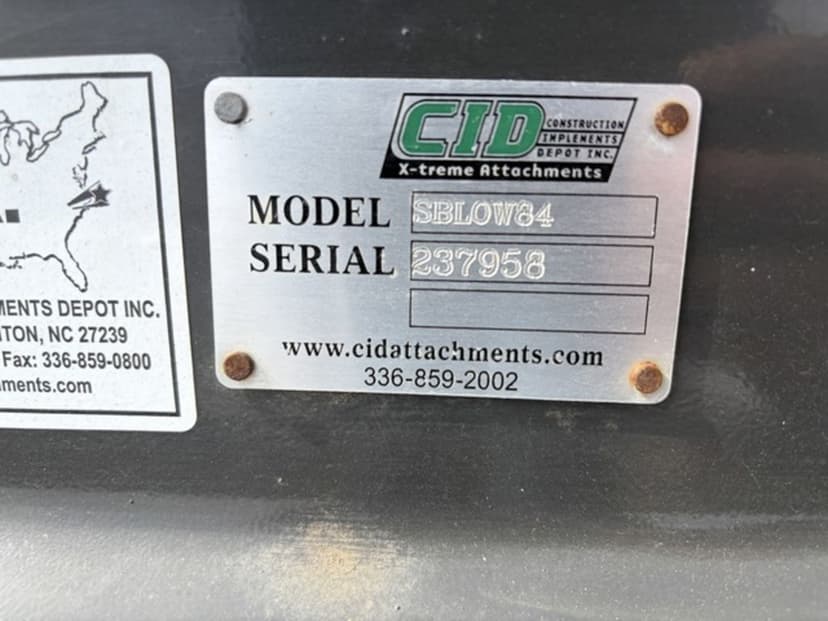 MENTS DEPOT INC.
TON, NC 27239
Fax: 336-859-0800
ments.com
CID
CONSTRUCTION
IMPLEMENTS
DEPOT INC.
X-treme Attachments
MODEL SBLOW84
SERIAL 237958
www.cidattachments.com
336-859-2002